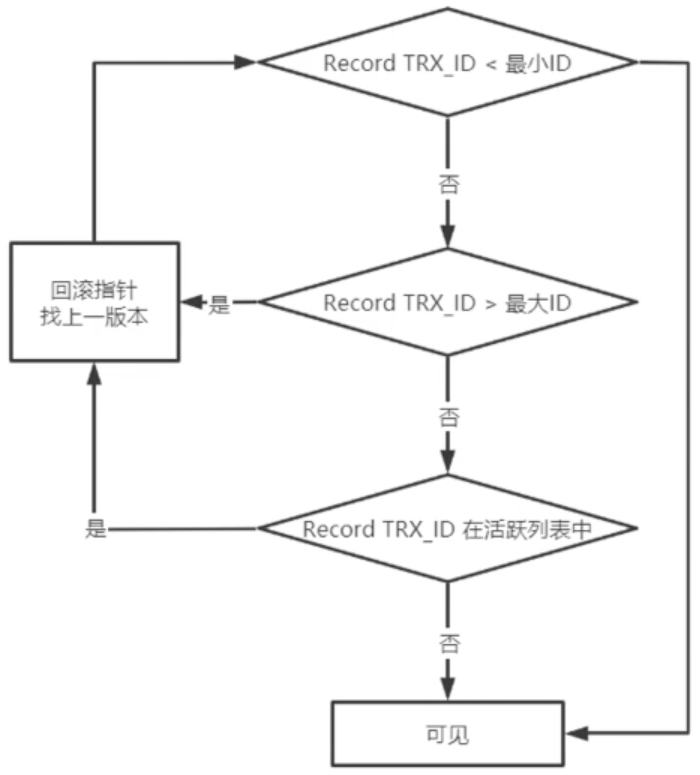 Record TRX_ID < 最小ID
否
回滚指针
找上一版本
是
Record TRX_ID > 最大ID
否
是
Record TRX_ID 在活跃列表中
否
可见